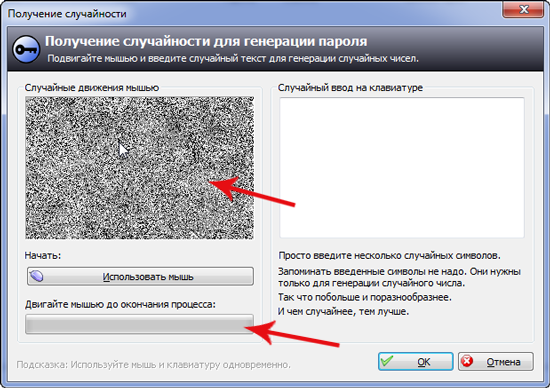 Получение случайности
Получение случайности для генерации пароля
Подвигайте мышью и введите случайный текст для генерации случайных чисел.
Случайные движения мышью
Случайный ввод на клавиатуре
Начать:
Использовать мышь
Двигайте мышью до окончания процесса:
Просто введите несколько случайных символов.
Запоминать введенные символы не надо. Они нужны
только для генерации случайного числа.
Так что побольше и поразнообразнее.
И чем случайнее, тем лучше.
Подсказка: Используйте мышь и клавиатуру одновременно.
OK
Отмена